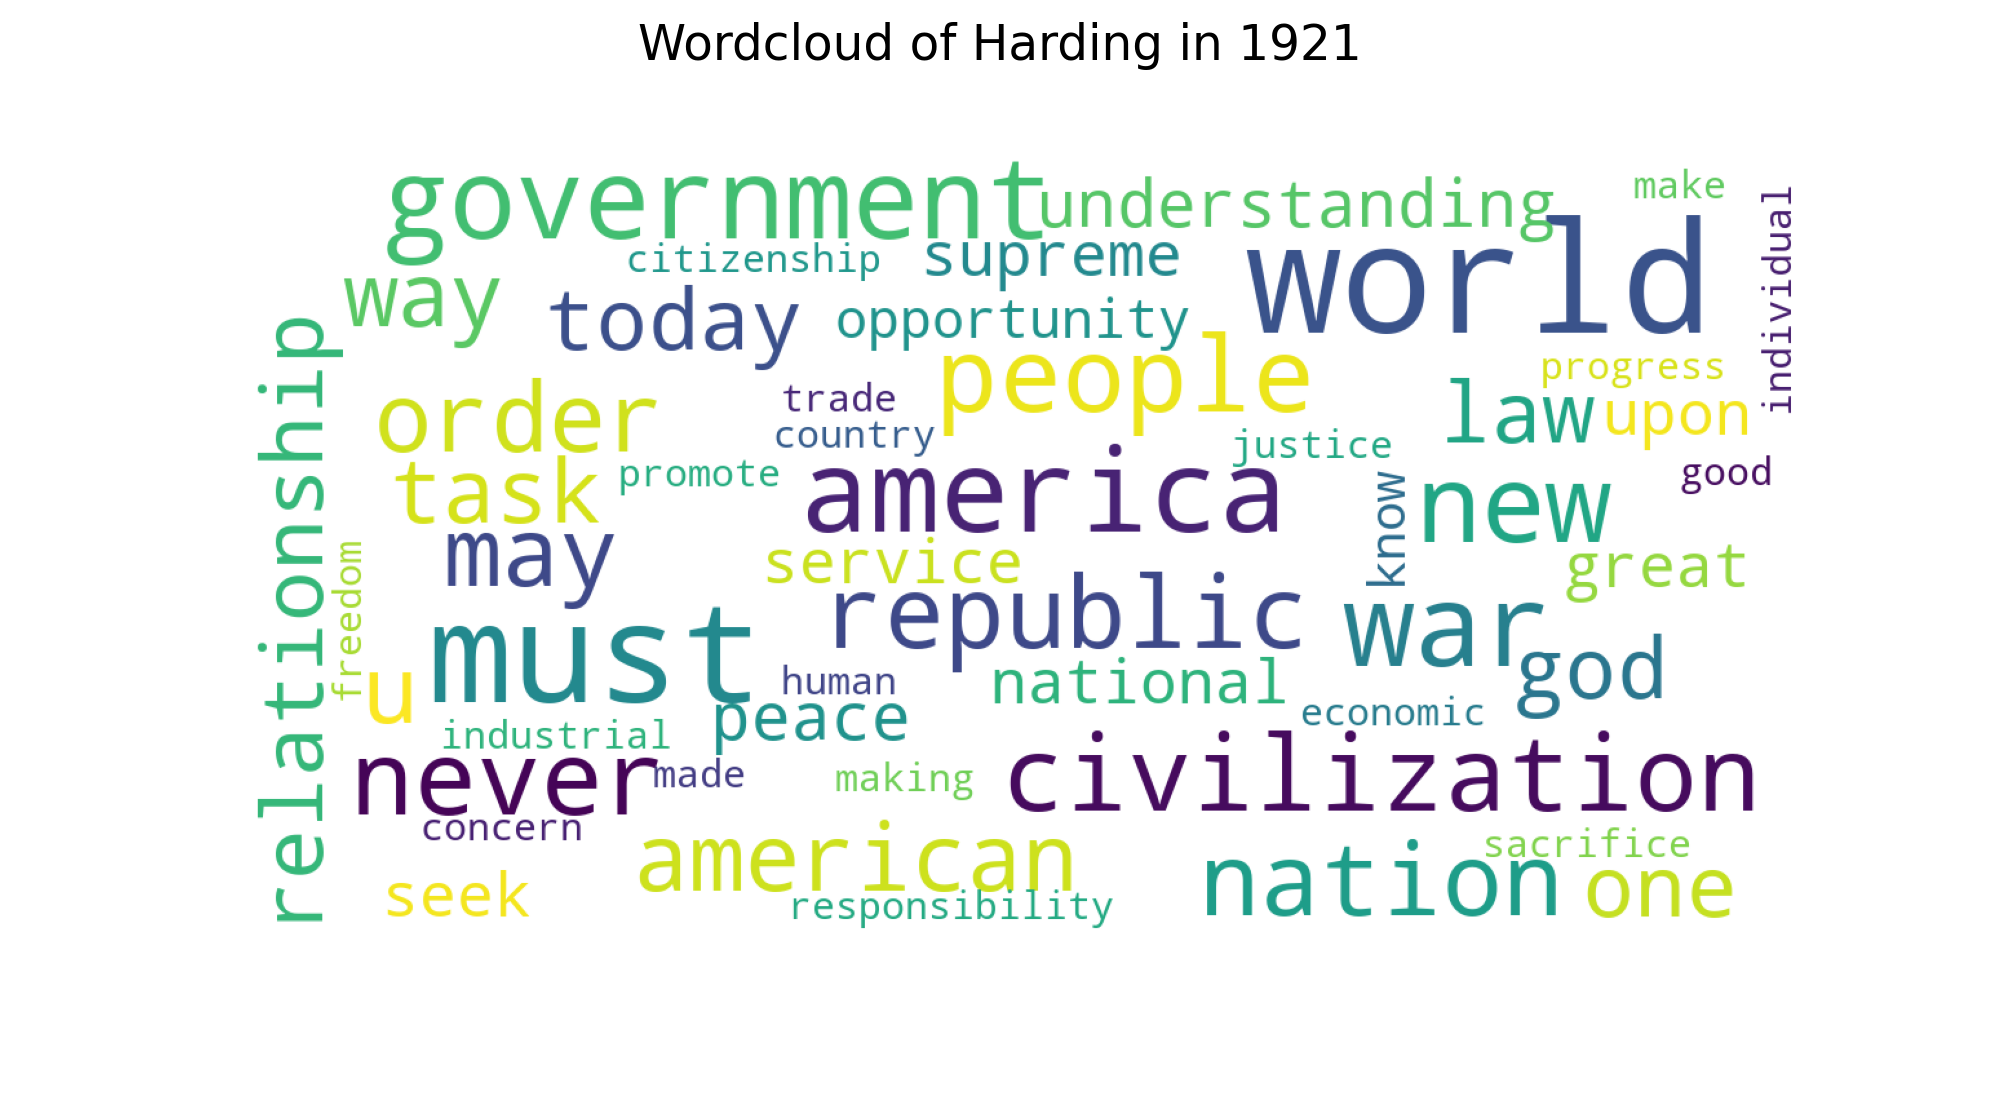 Wordcloud of Harding in 1921
government
understanding
make
individual
citizenship
supreme
world
way
today
opportunity
people
progress
relationship
order
trade
law
upon
country
justice
task
promote
america
good
know
new
may
service
great
freedom
must
republic
war
god
u
human
national
peace
economic
industrial
never
made
making
civilization
concern
american
sacrifice
seek
responsibility
nation
one